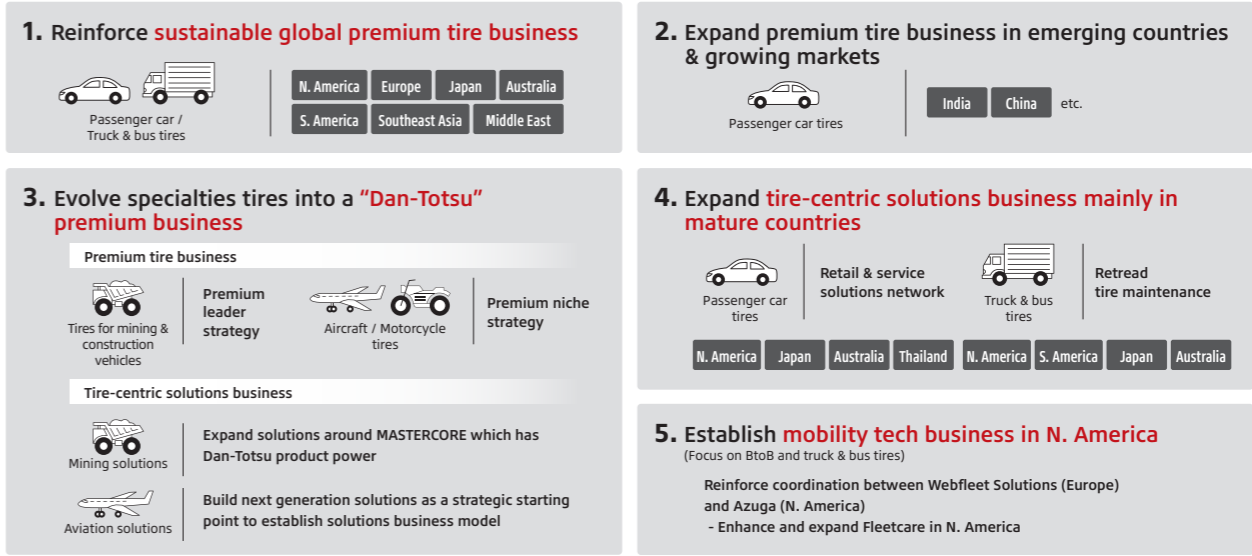 1. Reinforce sustainable global premium tire business
Passenger car /
Truck & bus tires
N. America Europe Japan Australia
S. America Southeast Asia Middle East
2. Expand premium tire business in emerging countries
& growing markets
Passenger car tires
India China etc.
3. Evolve specialties tires into a “Dan-Totsu”
premium business
Premium tire business
Tires for mining &
construction
vehicles
Premium
leader
strategy
Aircraft / Motorcycle
tires
Premium niche
strategy
Tire-centric solutions business
Mining solutions
Expand solutions around MASTERCORE which has
Dan-Totsu product power
Aviation solutions
Build next generation solutions as a strategic starting
point to establish solutions business model
4. Expand tire-centric solutions business mainly in
mature countries
Passenger car
tires
Retail & service
solutions network
Truck & bus
tires
Retread
tire maintenance
N. America Japan Australia Thailand N. America S. America Japan Australia
5. Establish mobility tech business in N. America
(Focus on BtoB and truck & bus tires)
Reinforce coordination between Webfleet Solutions (Europe)
and Azuga (N. America)
- Enhance and expand Fleetcare in N. America